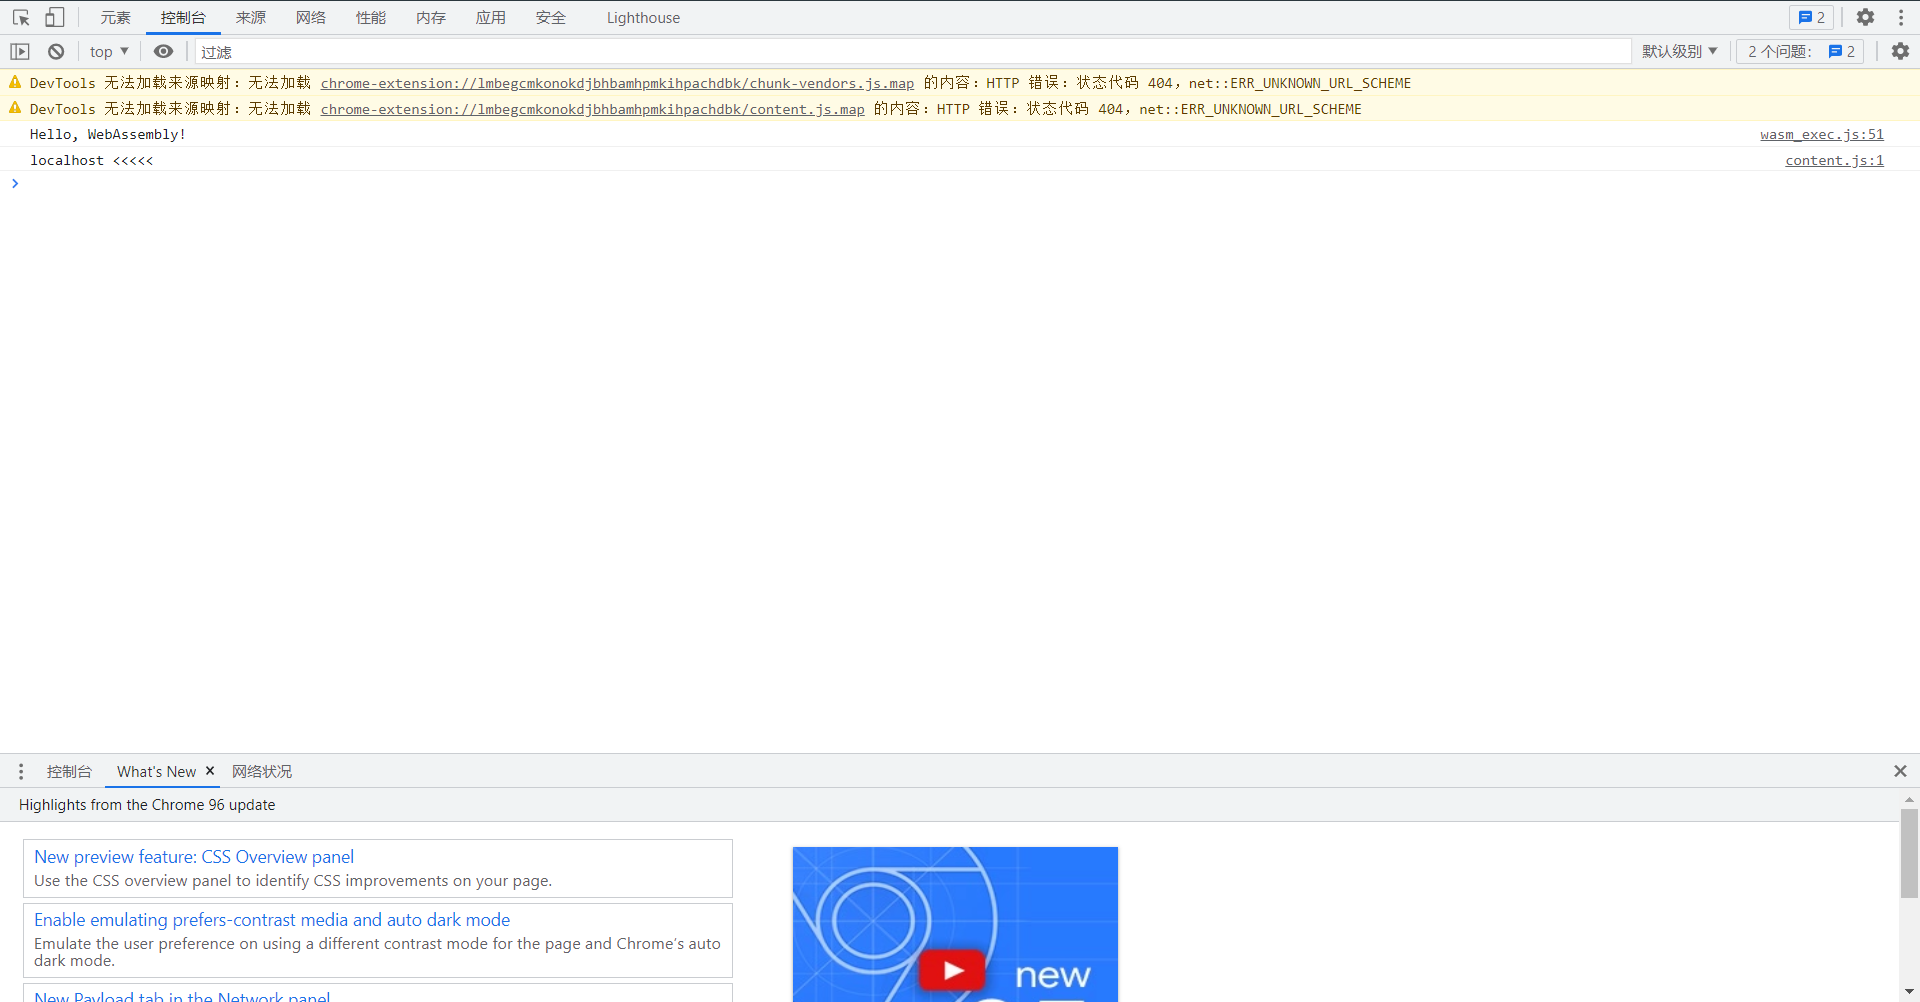 元素 控制台 来源 网络 性能 内存 应用 安全 Lighthouse 2
top 过滤 默认级别 2 个问题： 2
DevTools 无法加载来源映射：无法加载 chrome-extension://lmbegcmkonokdjbhbamhpmkihpachdbk/chunk-vendors.js.map 的内容：HTTP 错误：状态代码 404，net::ERR_UNKNOWN_URL_SCHEME
DevTools 无法加载来源映射：无法加载 chrome-extension://lmbegcmkonokdjbhbamhpmkihpachdbk/content.js.map 的内容：HTTP 错误：状态代码 404，net::ERR_UNKNOWN_URL_SCHEME
Hello, WebAssembly! wasm_exec.js:51
localhost <<<<< content.js:1
控制台 What's New 网络状况
Highlights from the Chrome 96 update
New preview feature: CSS Overview panel
Use the CSS overview panel to identify CSS improvements on your page.
Enable emulating prefers-contrast media and auto dark mode
Emulate the user preference on using a different contrast mode for the page and Chrome's auto
dark mode.
New Payload tab in the Network panel
new